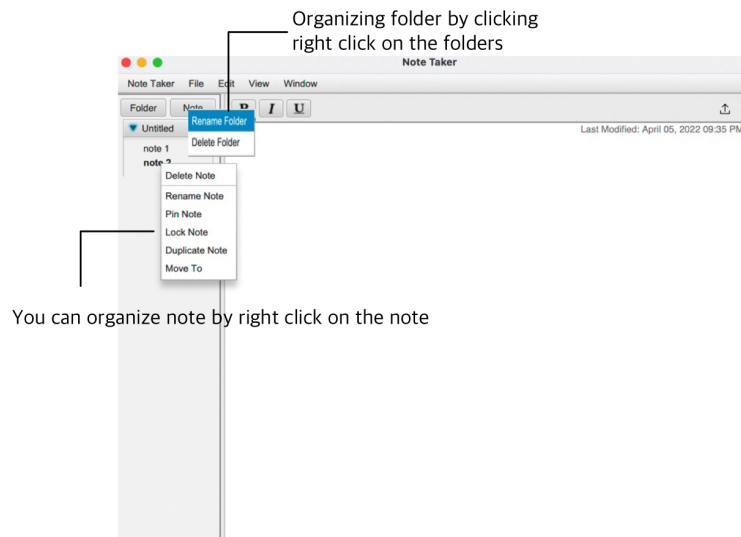 Organizing folder by clicking
right click on the folders
Note Taker
Note Taker File Edit View Window
Folder Note B I U
Rename Folder
Delete Folder
Last Modified: April 05, 2022 09:35 PM
Untitled
note 1
note 2
Delete Note
Rename Note
Pin Note
Lock Note
Duplicate Note
Move To
You can organize note by right click on the note